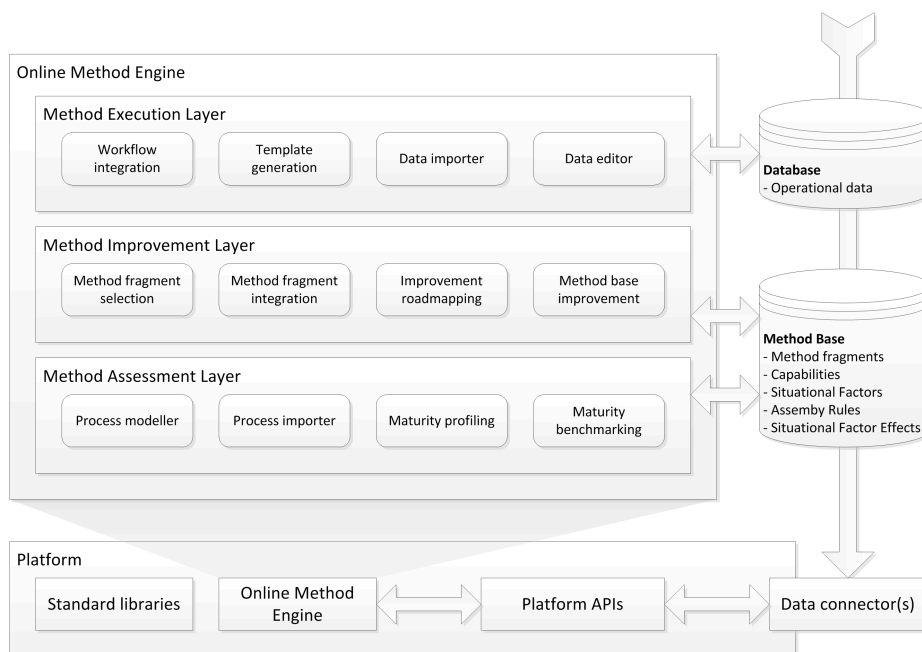 Online Method Engine
Method Execution Layer
Workflow
integration
Template
generation
Data importer
Data editor
Database
- Operational data
Method Improvement Layer
Method fragment
selection
Method fragment
integration
Improvement
roadmapping
Method base
improvement
Method Base
- Method fragments
- Capabilities
- Situational Factors
- Assemby Rules
- Situational Factor Effects
Method Assessment Layer
Process modeller
Process importer
Maturity profiling
Maturity
benchmarking
Platform
Standard libraries
Online Method
Engine
Platform APIs
Data connector(s)